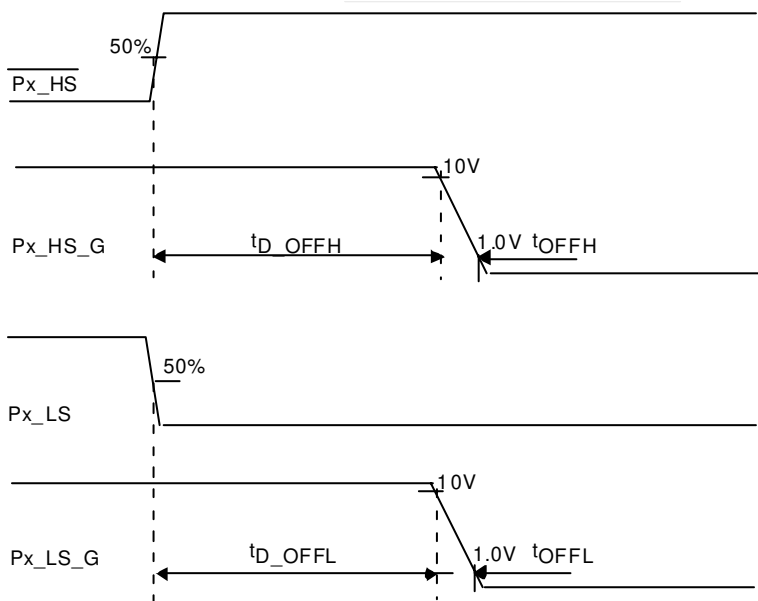 50%
Px_HS
10V
Px_HS_G
tD_OFFH
1.0V
tOFFH
50%
Px_LS
10V
Px_LS_G
tD_OFFL
1.0V
tOFFL